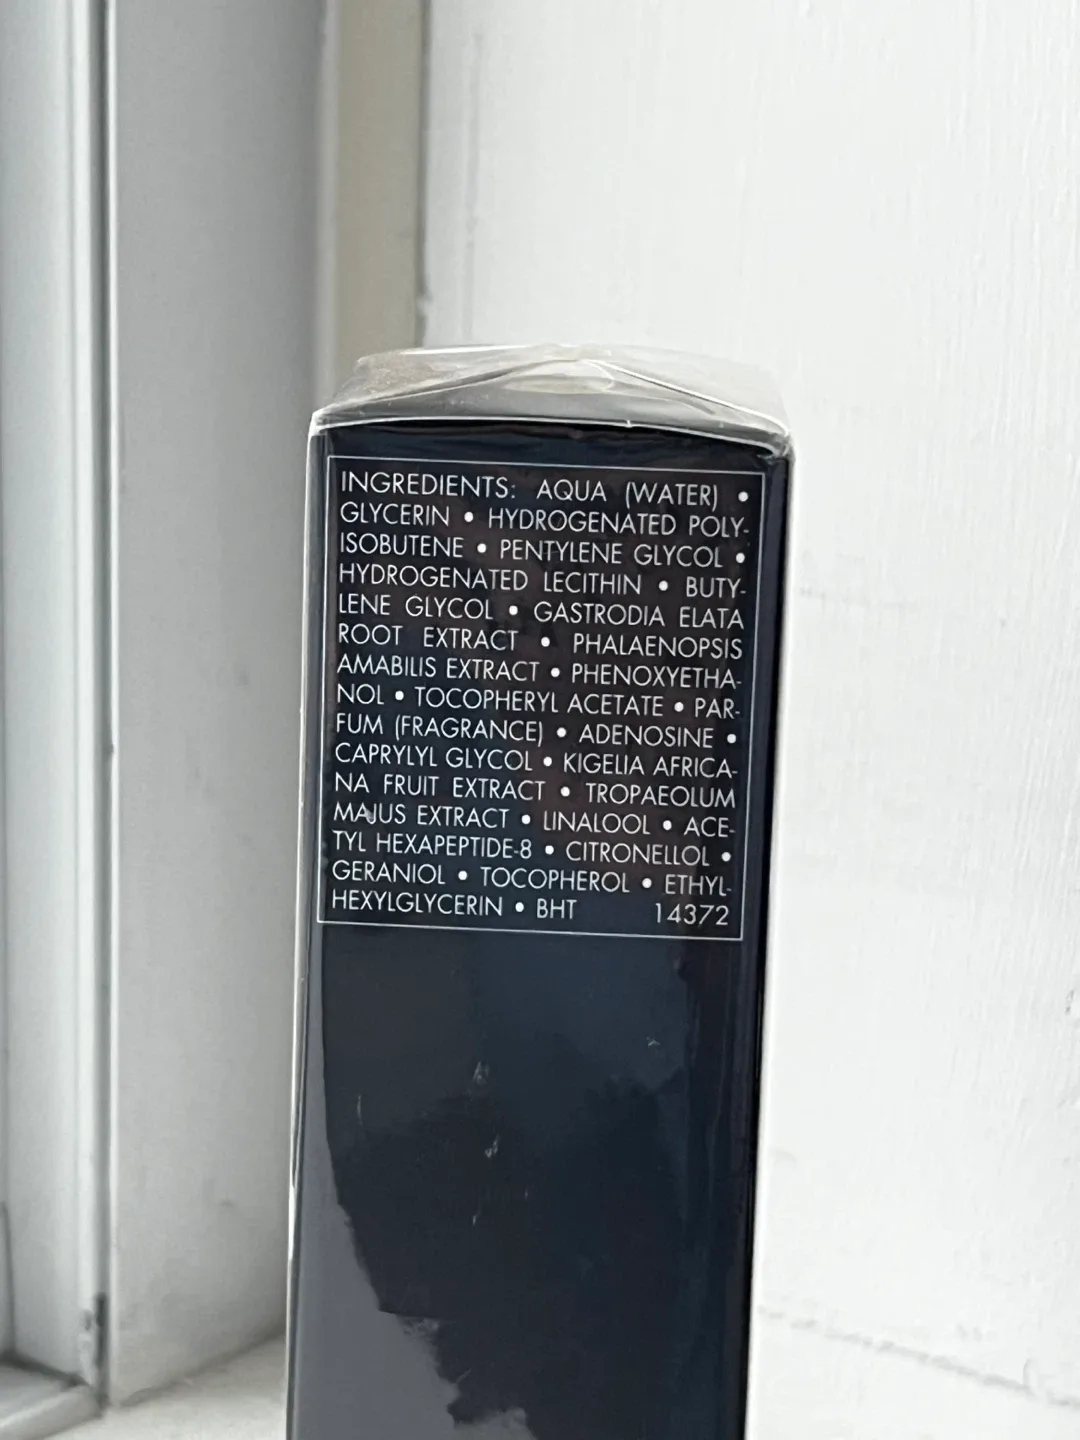 INGREDIENTS: AQUA (WATER) •
GLYCERIN • HYDROGENATED POLY-
ISOBUTENE • PENTYLENE GLYCOL •
HYDROGENATED LECITHIN • BUTY-
LENE GLYCOL • GASTRODIA ELATA
ROOT EXTRACT • PHALAENOPSIS
AMABILIS EXTRACT • PHENOXYETHA-
NOL • TOCOPHERYL ACETATE • PAR-
FUM (FRAGRANCE) • ADENOSINE •
CAPRYLYL GLYCOL • KIGELIA AFRICA-
NA FRUIT EXTRACT • TROPAEOLUM
MAJUS EXTRACT • LINALOOL • ACE-
TYL HEXAPEPTIDE-8 • CITRONELLOL •
GERANIOL • TOCOPHEROL • ETHYL-
HEXYLGLYCERIN • BHT 14372